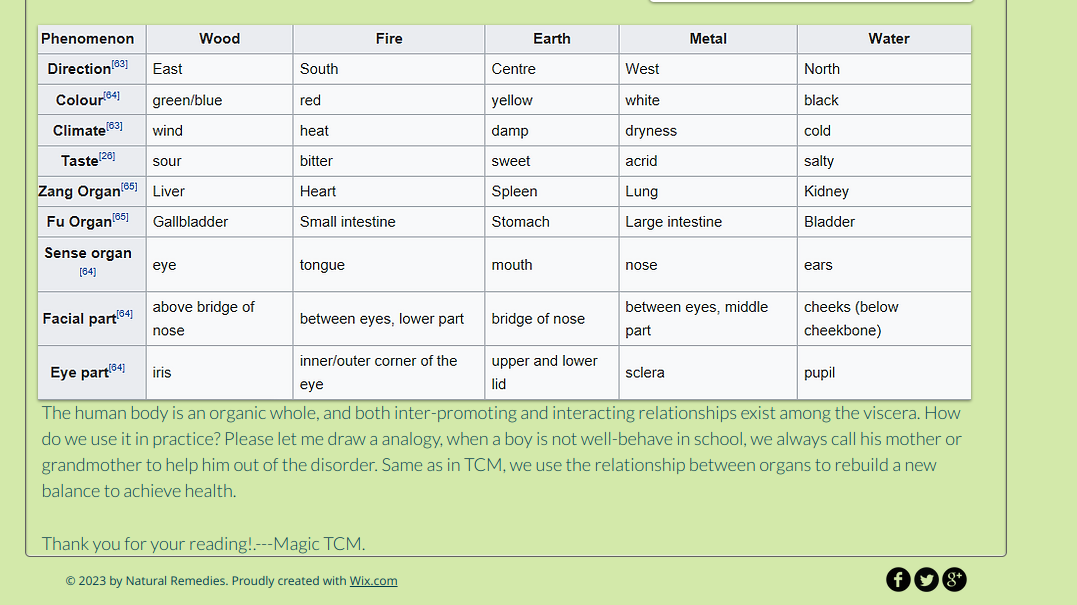 Phenomenon Wood Fire Earth Metal Water
Direction[63] East South Centre West North
Colour[64] green/blue red yellow white black
Climate[63] wind heat damp dryness cold
Taste[26] sour bitter sweet acrid salty
Zang Organ[65] Liver Heart Spleen Lung Kidney
Fu Organ[65] Gallbladder Small intestine Stomach Large intestine Bladder
Sense organ
[64] eye tongue mouth nose ears
Facial part[64] above bridge of
nose between eyes, lower part bridge of nose between eyes, middle
part cheeks (below
cheekbone)
Eye part[64] iris inner/outer corner of the
eye upper and lower
lid sclera pupil
The human body is an organic whole, and both inter-promoting and interacting relationships exist among the viscera. How
do we use it in practice? Please let me draw a analogy, when a boy is not well-behave in school, we always call his mother or
grandmother to help him out of the disorder. Same as in TCM, we use the relationship between organs to rebuild a new
balance to achieve health.
Thank you for your reading!.---Magic TCM.
© 2023 by Natural Remedies. Proudly created with Wix.com
f g+